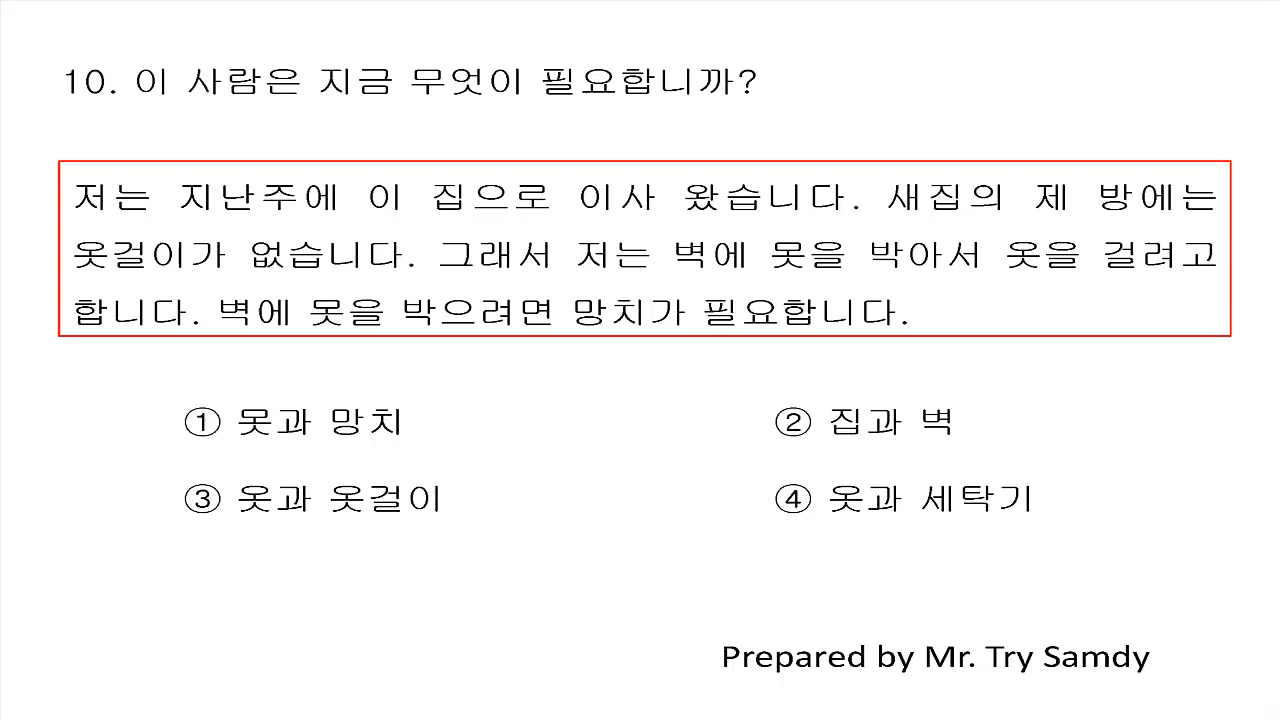 10. 이 사람은 지금 무엇이 필요합니까?
저는 지난주에 이 집으로 이사 왔습니다. 새집의 제 방에는
옷걸이가 없습니다. 그래서 저는 벽에 못을 박아서 옷을 걸려고
합니다. 벽에 못을 박으려면 망치가 필요합니다.
① 못과 망치 ② 집과 벽
③ 옷과 옷걸이 ④ 옷과 세탁기
Prepared by Mr. Try Samdy